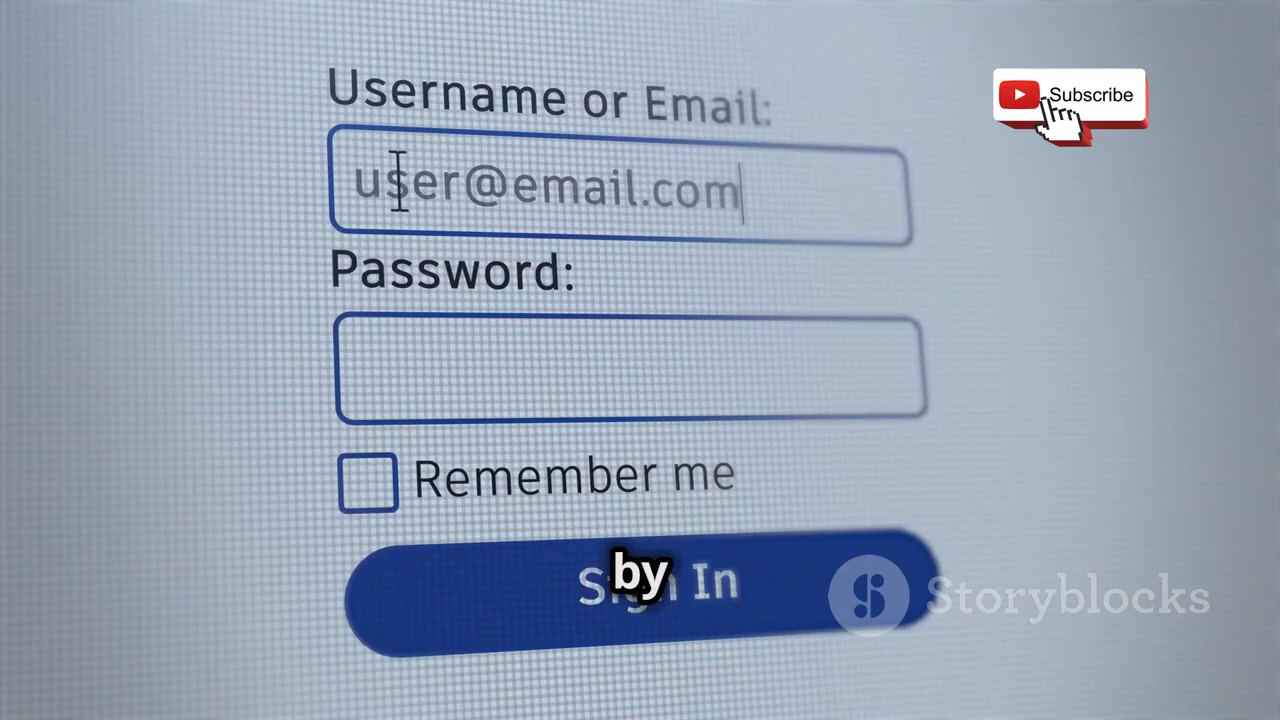 Username or Email:
Subscribe
user@email.com
Password:
Remember me
Sign In
by
Storyblocks